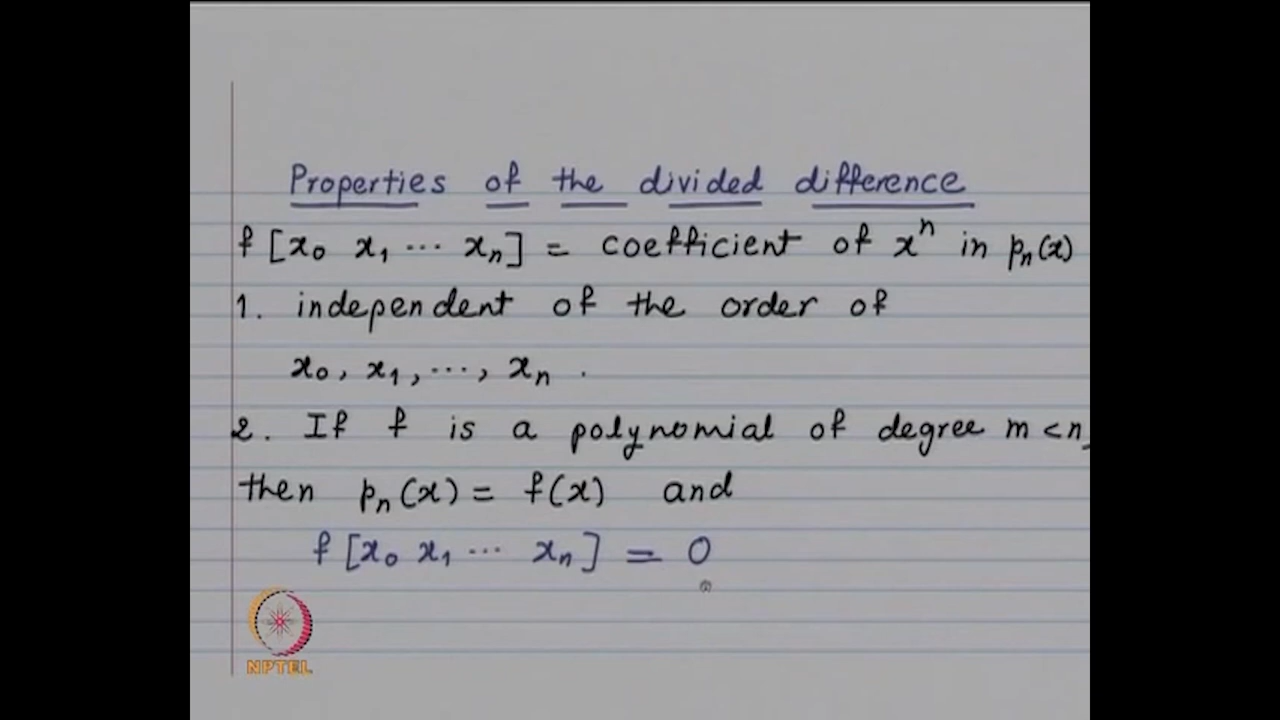 Properties of the divided difference
f[x₀ x₁ ⋯ xₙ] = coefficient of xⁿ in pₙ(x)
1. independent of the order of
x₀, x₁, ⋯, xₙ .
2. If f is a polynomial of degree m < n,
then pₙ(x) = f(x) and
f[x₀ x₁ ⋯ xₙ] = 0
NPTEL